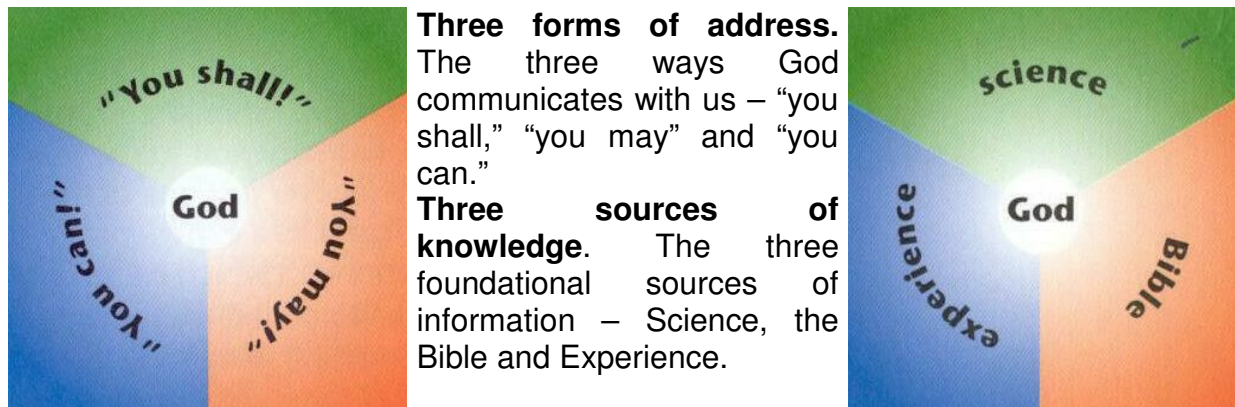 "You shall!"
God
"You can!"
"You may!"
Three forms of address.
The three ways God
communicates with us – “you
shall,” “you may” and “you
can.”
Three sources of
knowledge. The three
foundational sources of
information – Science, the
Bible and Experience.
science
God
experience
Bible